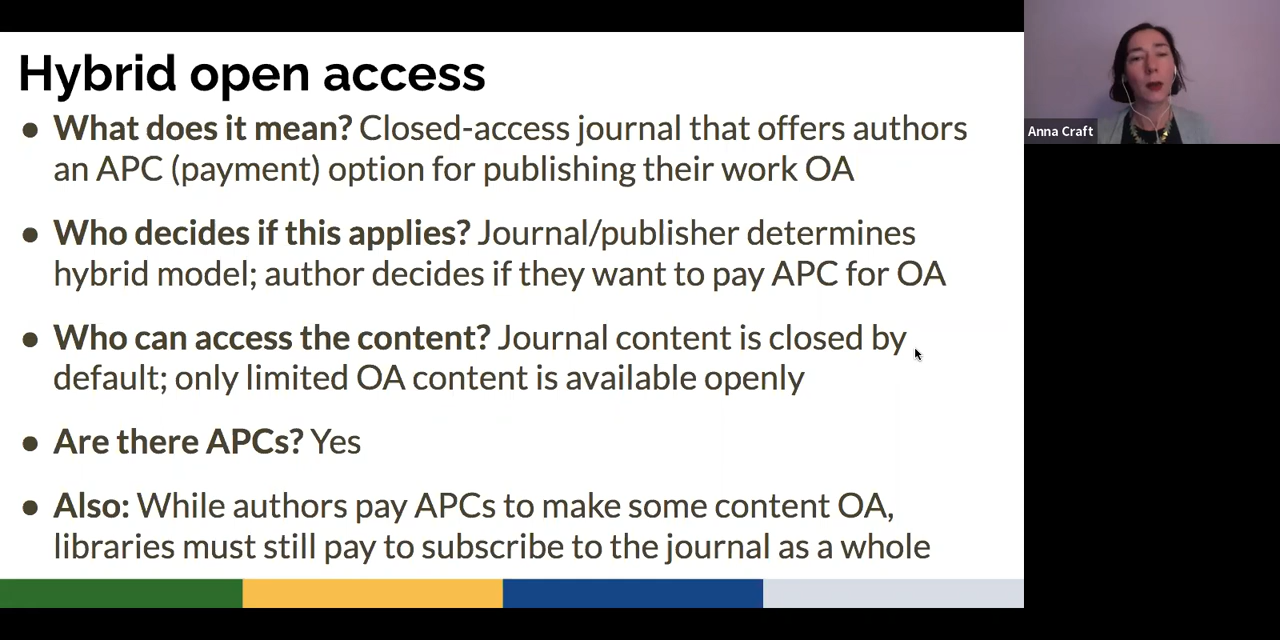 Hybrid open access
● What does it mean? Closed-access journal that offers authors
an APC (payment) option for publishing their work OA
● Who decides if this applies? Journal/publisher determines
hybrid model; author decides if they want to pay APC for OA
● Who can access the content? Journal content is closed by
default; only limited OA content is available openly
● Are there APCs? Yes
● Also: While authors pay APCs to make some content OA,
libraries must still pay to subscribe to the journal as a whole
Anna Craft